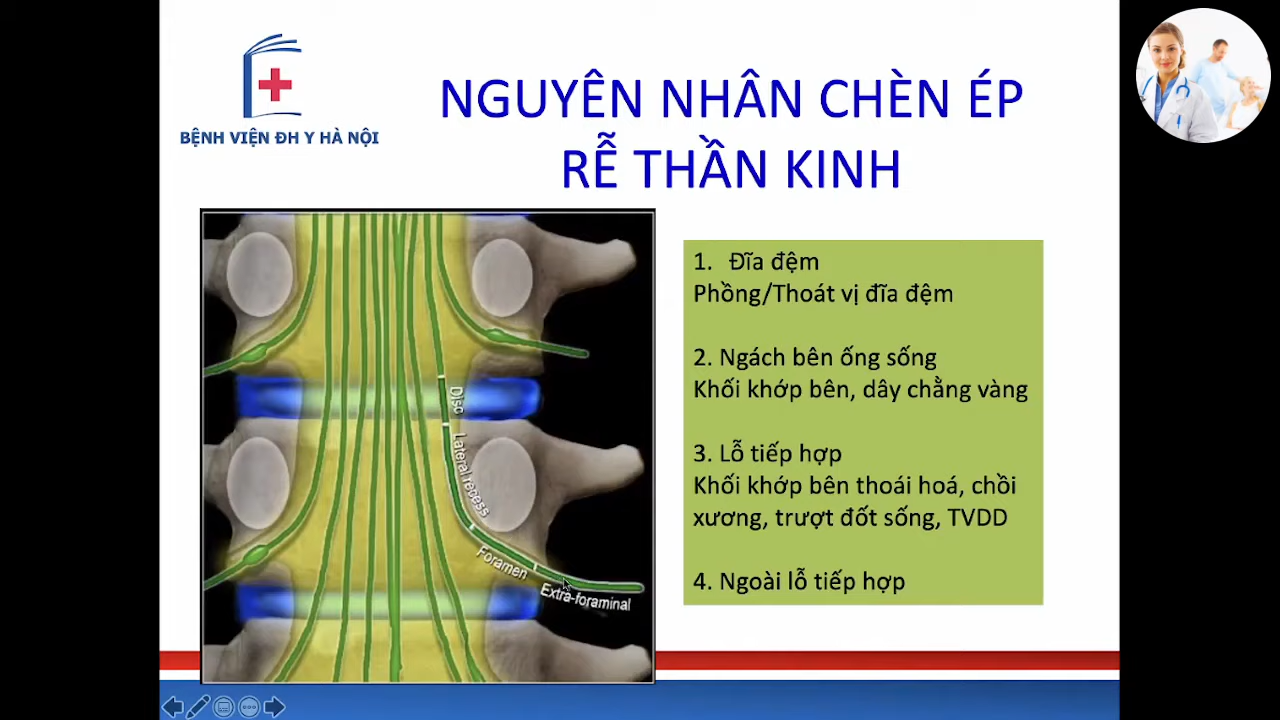 BỆNH VIỆN ĐH Y HÀ NỘI
NGUYÊN NHÂN CHÈN ÉP
RỄ THẦN KINH
Disc
Lateral recess
Foramen
Extra-foraminal
1. Đĩa đệm
Phồng/Thoát vị đĩa đệm
2. Ngách bên ống sống
Khối khớp bên, dây chằng vàng
3. Lỗ tiếp hợp
Khối khớp bên thoái hoá, chồi
xương, trượt đốt sống, TVDD
4. Ngoài lỗ tiếp hợp